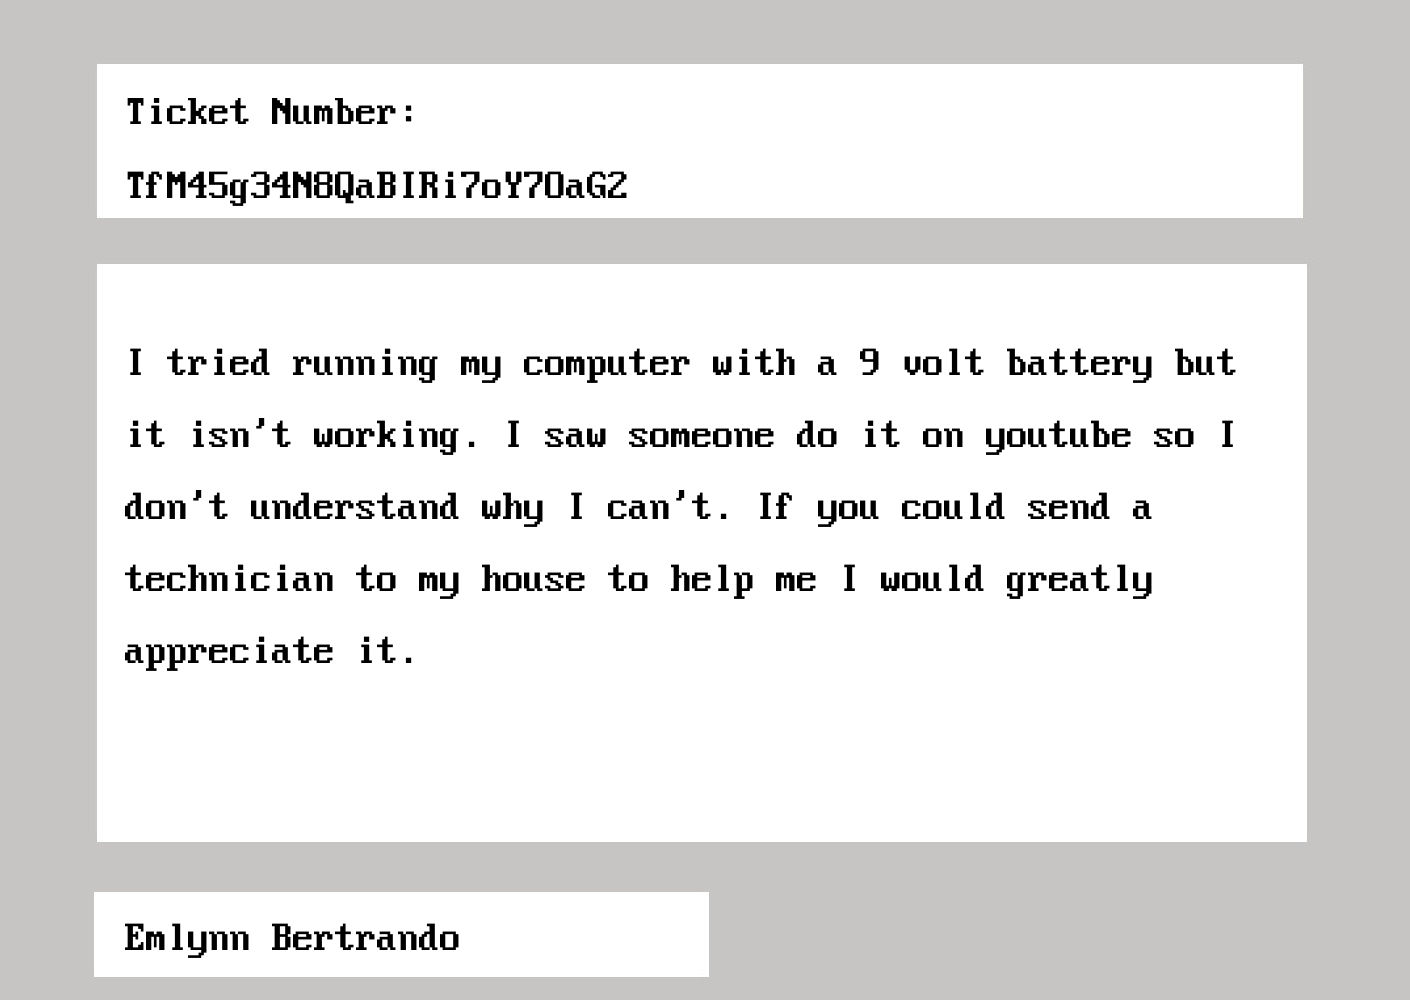 Ticket Number:
TfM45g34N8QaBIRi7oY7OaG2
I tried running my computer with a 9 volt battery but
it isn't working. I saw someone do it on youtube so I
don't understand why I can't. If you could send a
technician to my house to help me I would greatly
appreciate it.
Emlynn Bertrando